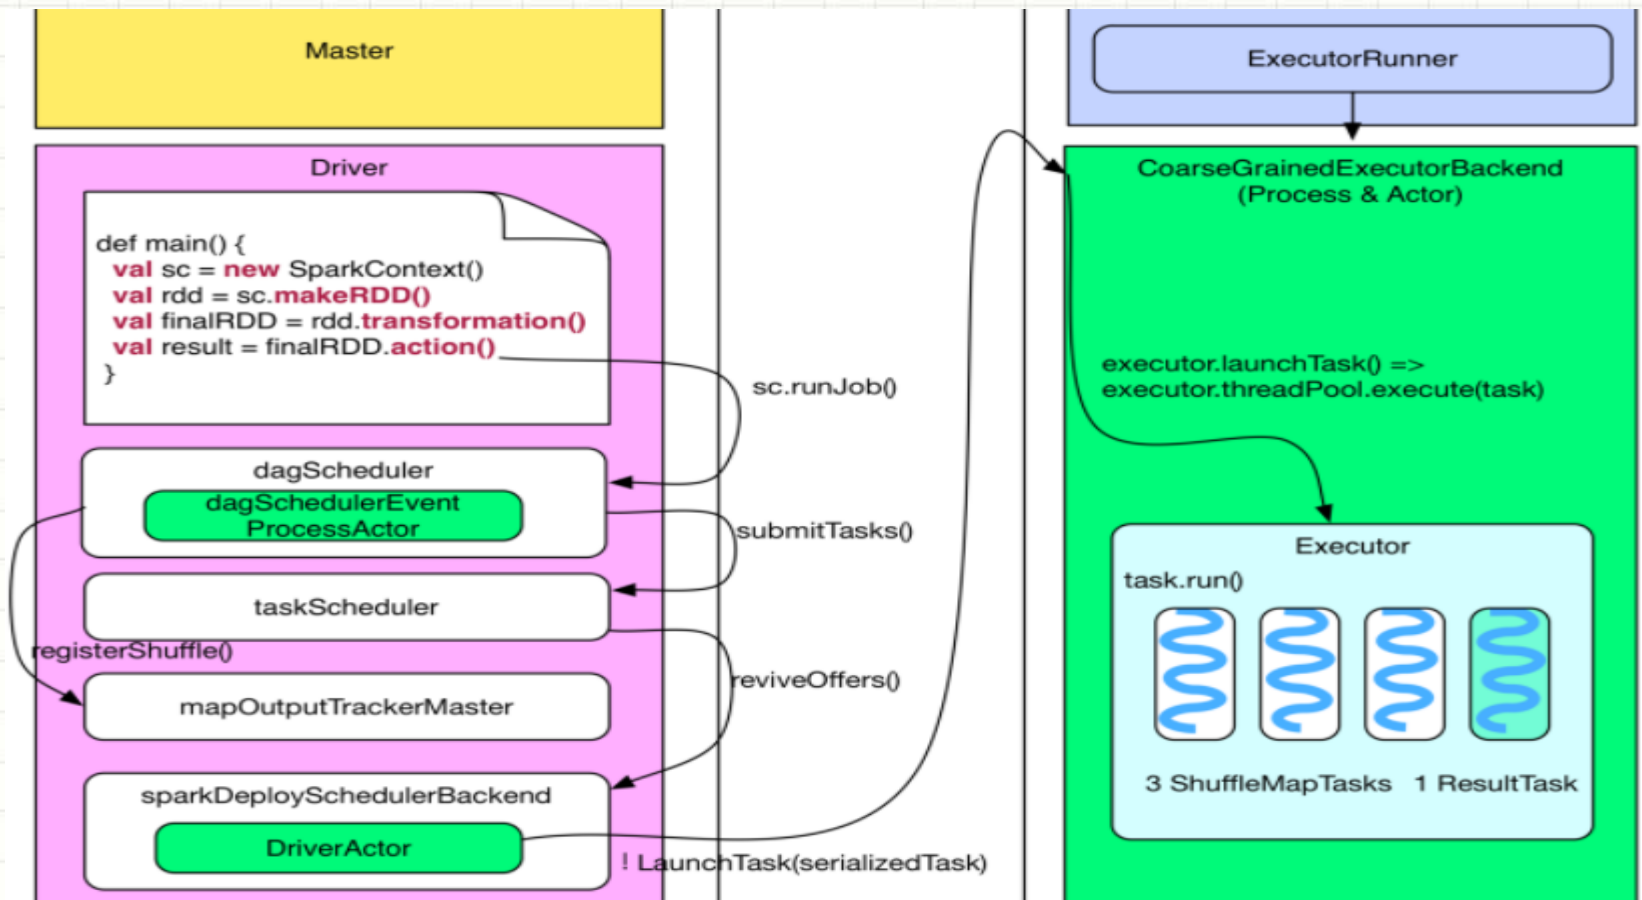 Master
Driver
def main() {
val sc = new SparkContext()
val rdd = sc.makeRDD()
val finalRDD = rdd.transformation()
val result = finalRDD.action()
}
sc.runJob()
dagScheduler
dagSchedulerEvent
ProcessActor
submitTasks()
taskScheduler
registerShuffle()
reviveOffers()
mapOutputTrackerMaster
sparkDeploySchedulerBackend
DriverActor
! LaunchTask(serializedTask)
ExecutorRunner
CoarseGrainedExecutorBackend
(Process & Actor)
executor.launchTask() =>
executor.threadPool.execute(task)
Executor
task.run()
3 ShuffleMapTasks 1 ResultTask